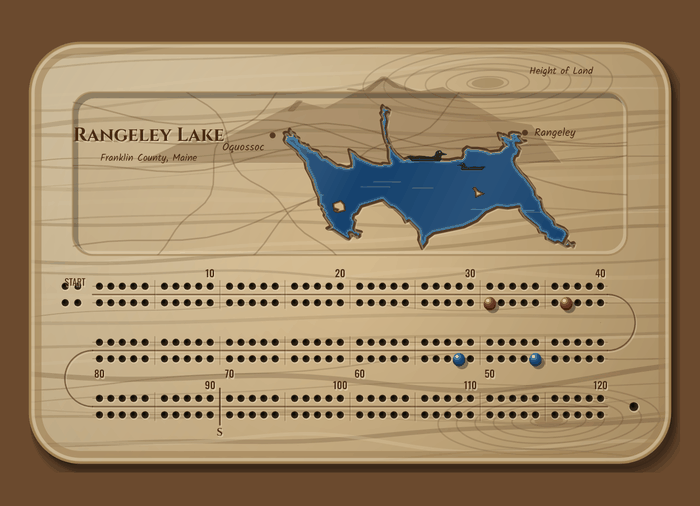 Height of Land
RANGELEY LAKE
Oquossoc
Rangeley
Franklin County, Maine
START
10 20 30 40
80 70 60 50
90 100 110 120
S